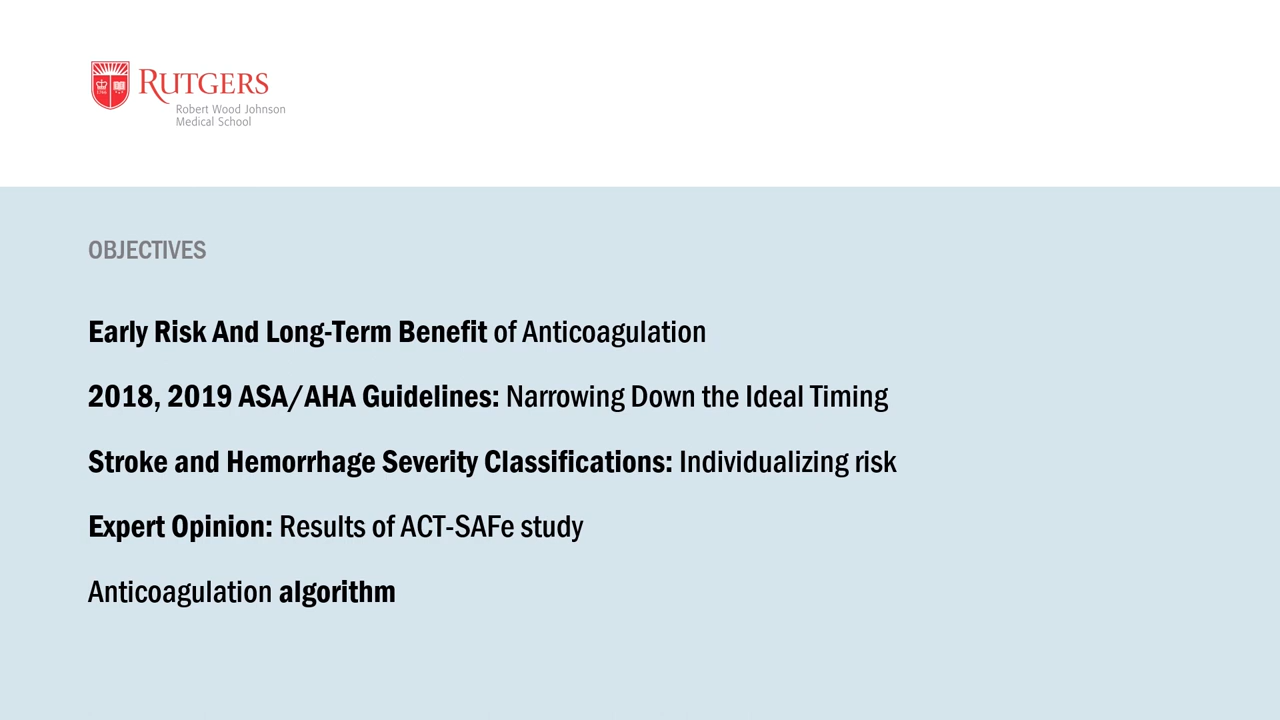 RUTGERS
Robert Wood Johnson
Medical School
OBJECTIVES
Early Risk And Long-Term Benefit of Anticoagulation
2018, 2019 ASA/AHA Guidelines: Narrowing Down the Ideal Timing
Stroke and Hemorrhage Severity Classifications: Individualizing risk
Expert Opinion: Results of ACT-SAFe study
Anticoagulation algorithm